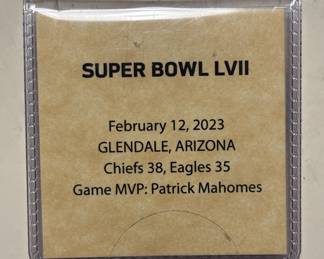 SUPER BOWL LVII
February 12, 2023
GLENDALE, ARIZONA
Chiefs 38, Eagles 35
Game MVP: Patrick Mahomes